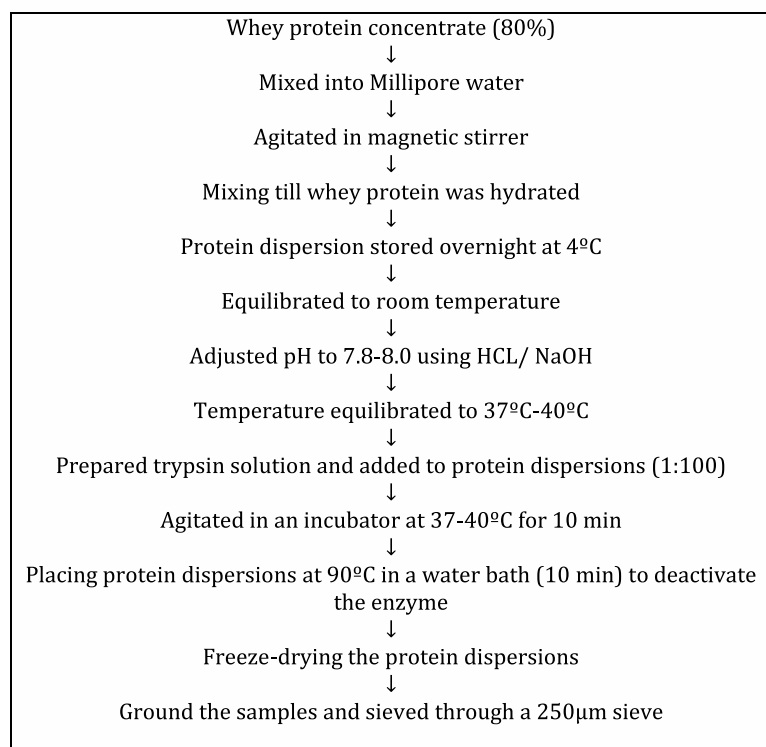 Whey protein concentrate (80%)
↓
Mixed into Millipore water
↓
Agitated in magnetic stirrer
↓
Mixing till whey protein was hydrated
↓
Protein dispersion stored overnight at 4ºC
↓
Equilibrated to room temperature
↓
Adjusted pH to 7.8-8.0 using HCL/ NaOH
↓
Temperature equilibrated to 37ºC-40ºC
↓
Prepared trypsin solution and added to protein dispersions (1:100)
↓
Agitated in an incubator at 37-40ºC for 10 min
↓
Placing protein dispersions at 90ºC in a water bath (10 min) to deactivate
the enzyme
↓
Freeze-drying the protein dispersions
↓
Ground the samples and sieved through a 250µm sieve